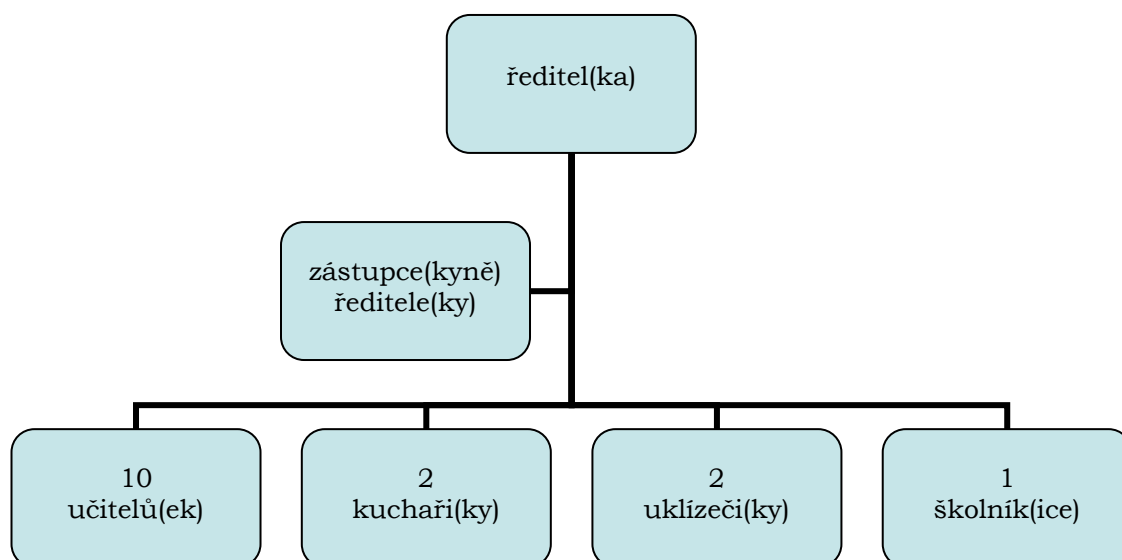 ředitel(ka)
zástupce(kyně)
ředitele(ky)
10
učitelů(ek)
2
kuchaři(ky)
2
uklízeči(ky)
1
školník(ice)